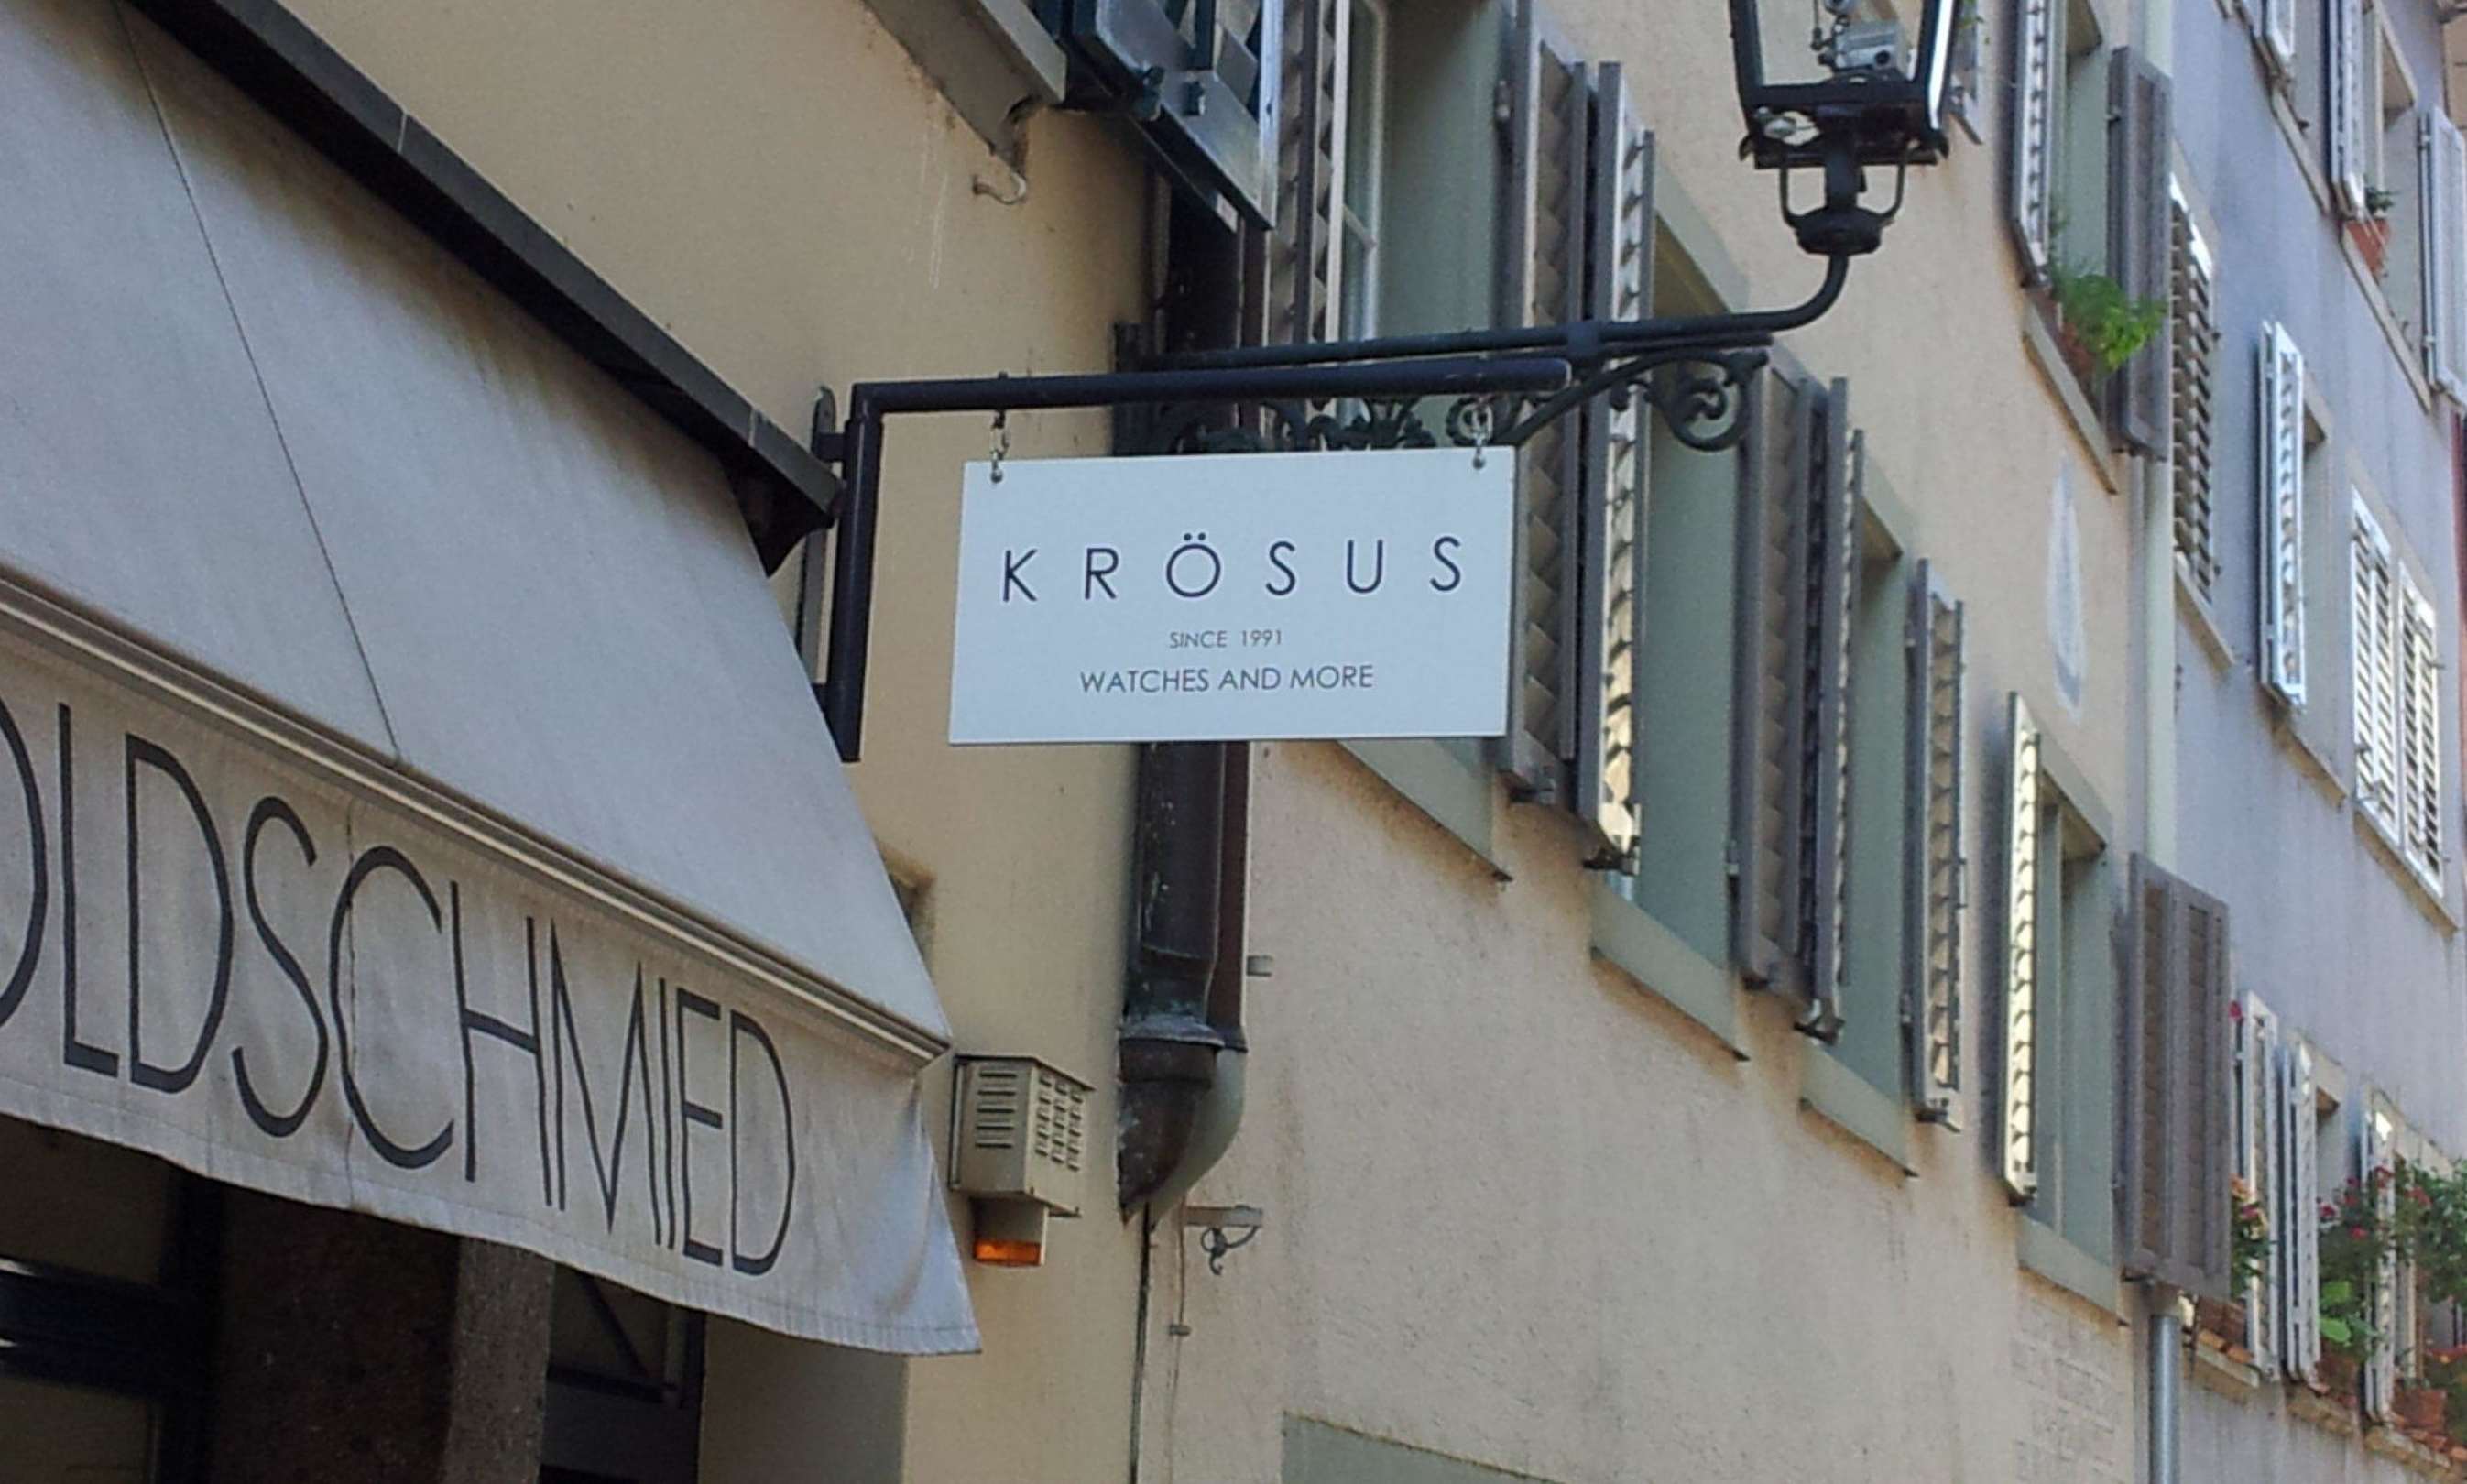 KRÖSUS
SINCE 1991
WATCHES AND MORE
OLDSCHMIED